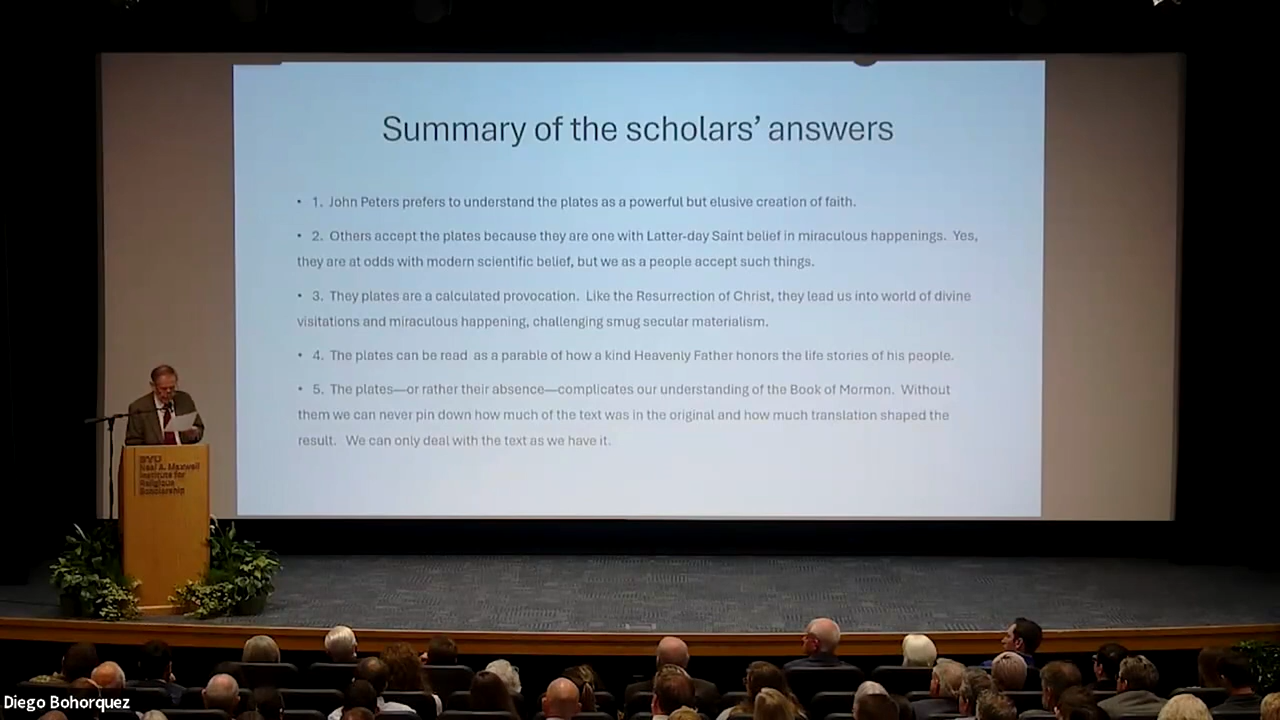 Summary of the scholars' answers
• 1. John Peters prefers to understand the plates as a powerful but elusive creation of faith.
• 2. Others accept the plates because they are one with Latter-day Saint belief in miraculous happenings. Yes,
they are at odds with modern scientific belief, but we as a people accept such things.
• 3. They plates are a calculated provocation. Like the Resurrection of Christ, they lead us into world of divine
visitations and miraculous happening, challenging smug secular materialism.
• 4. The plates can be read as a parable of how a kind Heavenly Father honors the life stories of his people.
• 5. The plates—or rather their absence—complicates our understanding of the Book of Mormon. Without
them we can never pin down how much of the text was in the original and how much translation shaped the
result. We can only deal with the text as we have it.
BYU
Neal A. Maxwell
Institute for
Religious
Scholarship
Diego Bohorquez